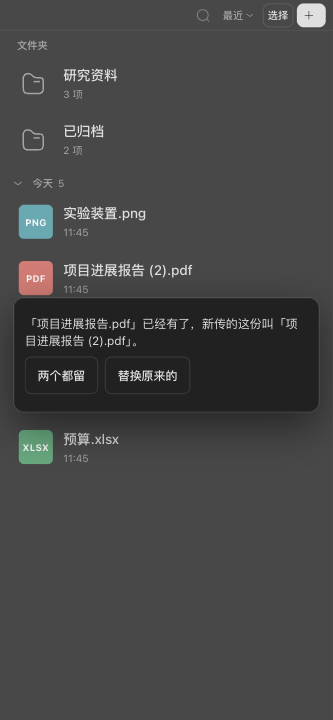 最近
选择
文件夹
研究资料
3 项
已归档
2 项
今天 5
PNG
实验装置.png
11:45
PDF
项目进展报告 (2).pdf
11:45
「项目进展报告.pdf」已经有了，新传的这份叫「项
目进展报告 (2).pdf」。
两个都留
替换原来的
XLSX
预算.xlsx
11:45